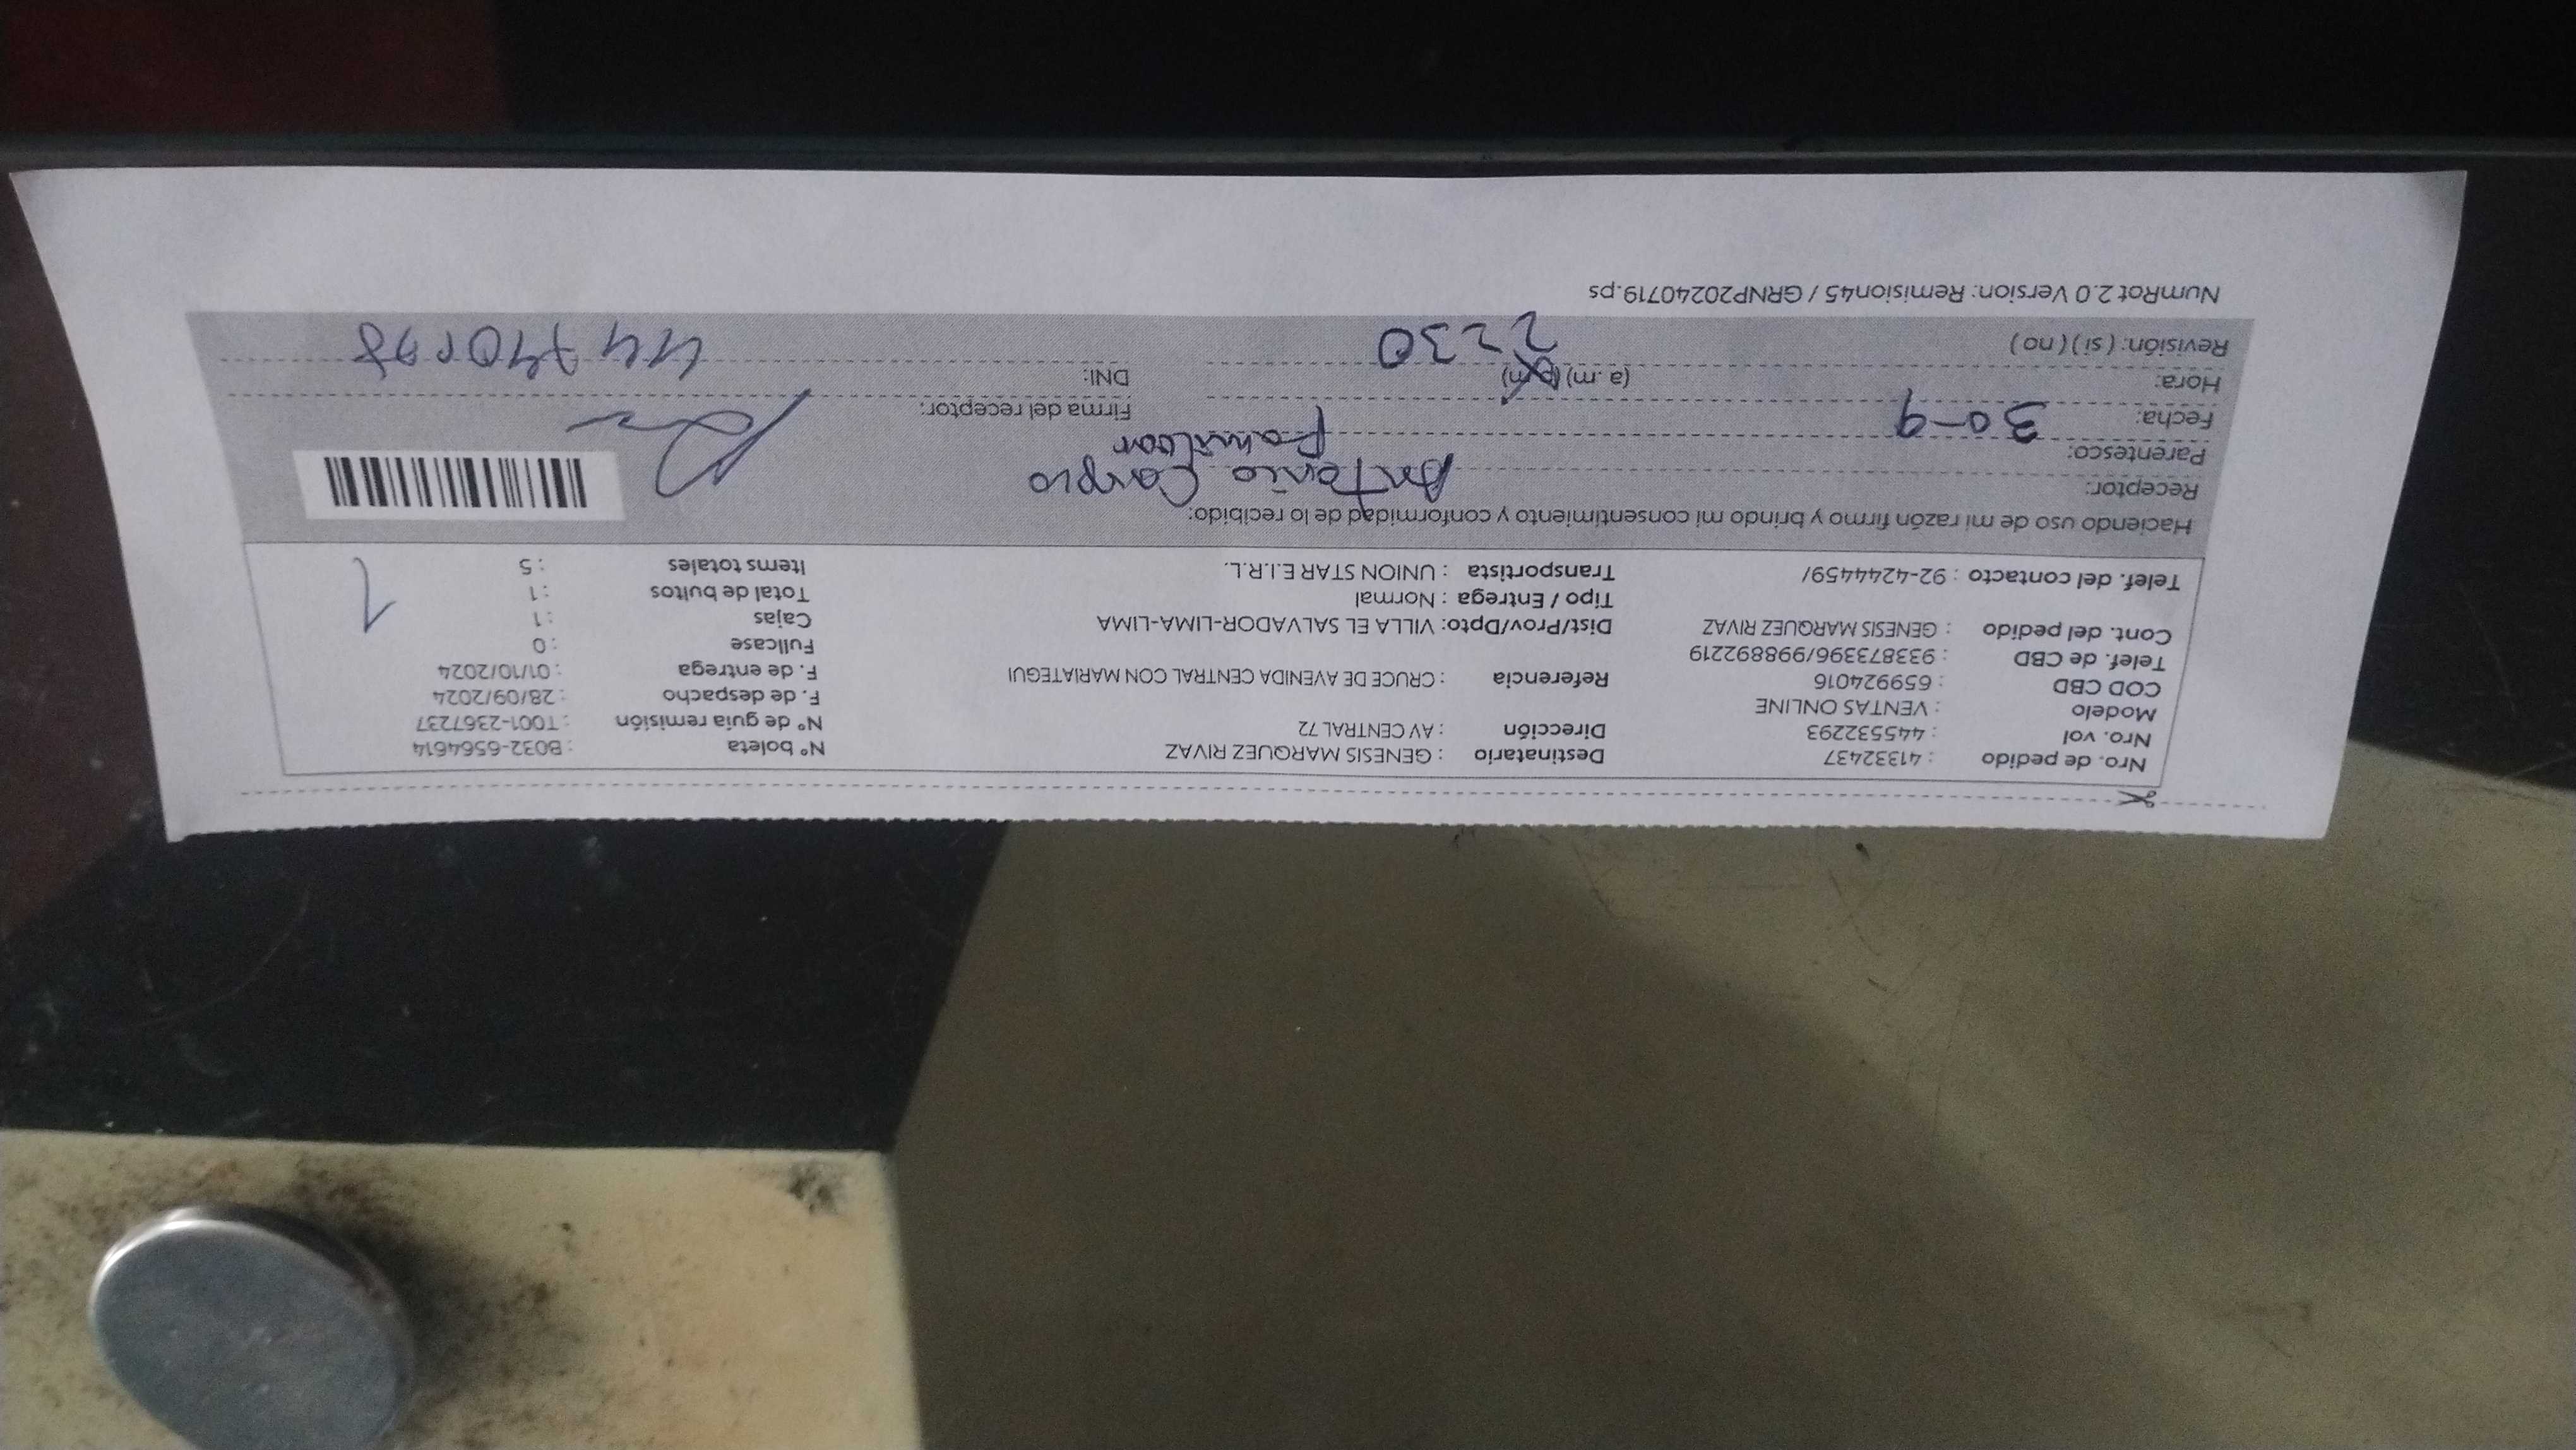 Nro. de pedido : 41332437
Nro. vol : 445532293
Modelo : VENTAS ONLINE
COD CBD : 659924016
Telef. de CBD : 933873396/998892219
Cont. del pedido : GENESIS MARQUEZ RIVAZ
Telef. del contacto : 92-4244459/
Destinatario : GENESIS MARQUEZ RIVAZ
Dirección : AV CENTRAL 72
Referencia : CRUCE DE AVENIDA CENTRAL CON MARIATEGUI
Dist/Prov/Dpto: VILLA EL SALVADOR-LIMA-LIMA
Tipo / Entrega : Normal
Transportista : UNION STAR E.I.R.L.
N° boleta : B032-6564614
N° de guía remisión : T001-2367237
F. de despacho : 28/09/2024
F. de entrega : 01/10/2024
Fullcase : 0
Cajas : 1
Total de bultos : 1
Items totales : 5
1
Haciendo uso de mi razón firmo y brindo mi consentimiento y conformidad de lo recibido:
Receptor: Antonio Carpio
Parentesco: Familiar
Fecha: 30-9
Hora: (a.m) (p.m) 2230
Revisión: (si) (no)
Firma del receptor:
DNI:
NumRot 2.0 Version: Remision45 / GRNP20240719.ps